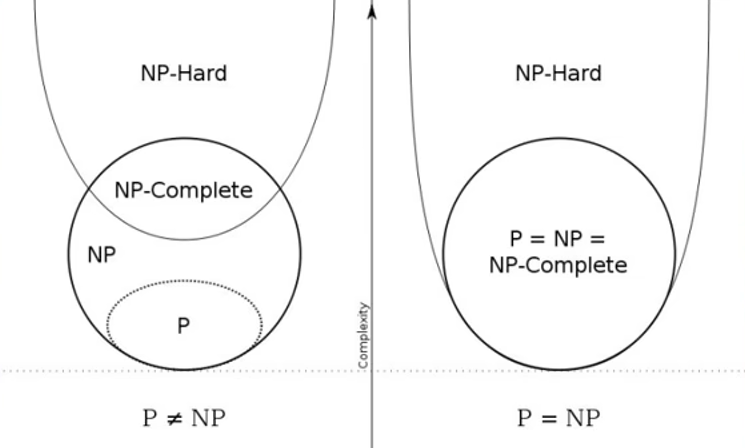 NP-Hard
NP-Complete
NP
P
P ≠ NP
Complexity
NP-Hard
P = NP =
NP-Complete
P = NP